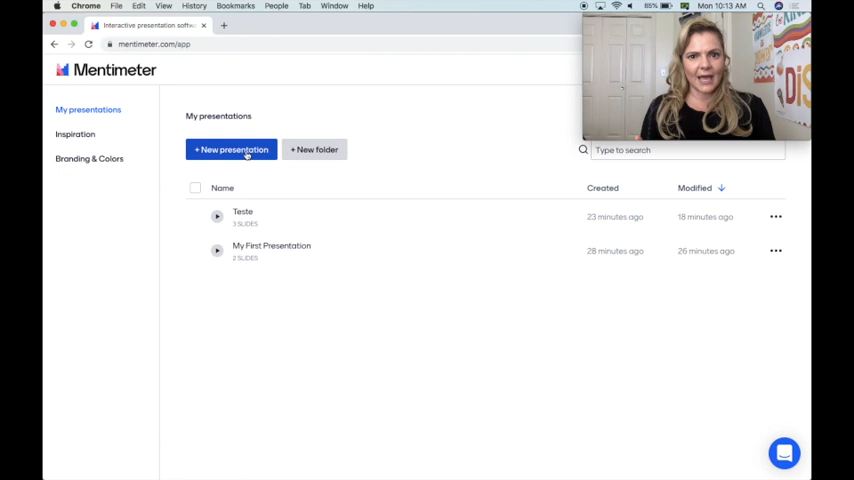 Chrome File Edit View History Bookmarks People Tab Window Help
85% Mon 10:13 AM
Interactive presentation softw
mentimeter.com/app
Mentimeter
My presentations
Inspiration
Branding & Colors
My presentations
+ New presentation
+ New folder
Type to search
Name Created Modified
Teste 23 minutes ago 18 minutes ago
3 SLIDES
My First Presentation 28 minutes ago 26 minutes ago
2 SLIDES